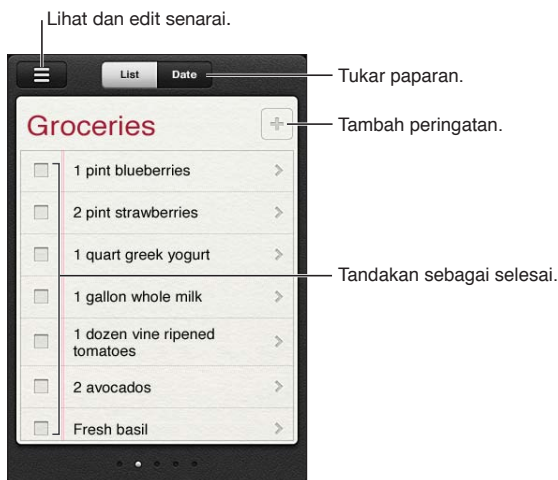 Lihat dan edit senarai.
List Date
Tukar paparan.
Groceries
Tambah peringatan.
1 pint blueberries
2 pint strawberries
1 quart greek yogurt
Tandakan sebagai selesai.
1 gallon whole milk
1 dozen vine ripened
tomatoes
2 avocados
Fresh basil